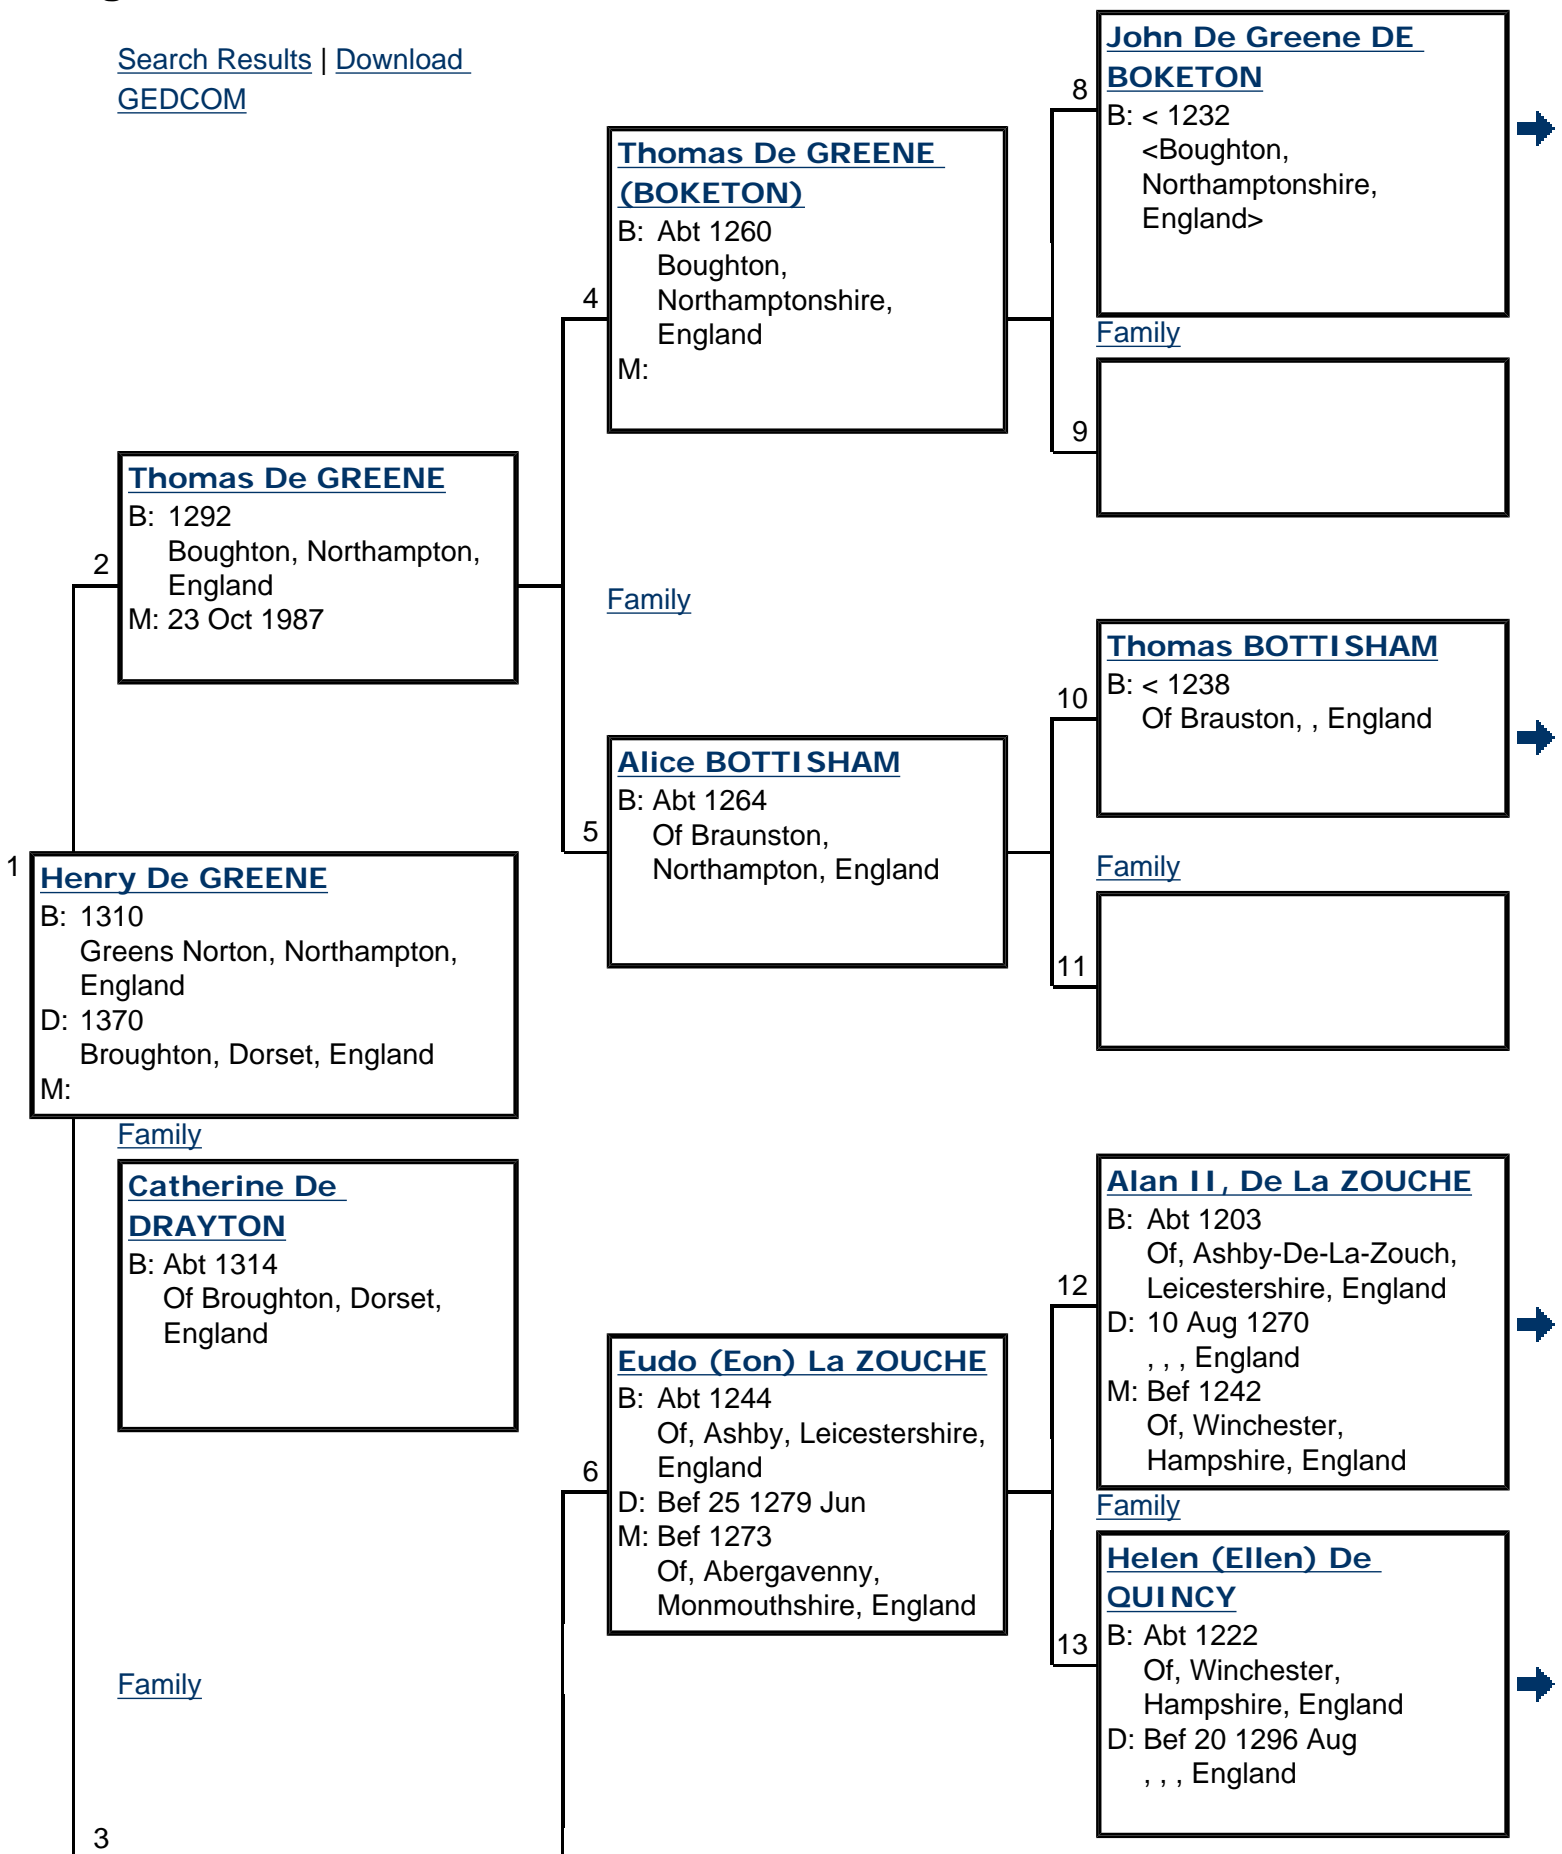 Search Results | Download
GEDCOM
8
John De Greene DE
BOKETON
B: < 1232
<Boughton,
Northamptonshire,
England>
Family
9
4
Thomas De GREENE
(BOKETON)
B: Abt 1260
Boughton,
Northamptonshire,
England
M:
2
Thomas De GREENE
B: 1292
Boughton, Northampton,
England
M: 23 Oct 1987
Family
10
Thomas BOTTISHAM
B: < 1238
Of Brauston, , England
5
Alice BOTTISHAM
B: Abt 1264
Of Braunston,
Northampton, England
Family
11
1
Henry De GREENE
B: 1310
Greens Norton, Northampton,
England
D: 1370
Broughton, Dorset, England
M:
Family
Catherine De
DRAYTON
B: Abt 1314
Of Broughton, Dorset,
England
12
Alan II, De La ZOUCHE
B: Abt 1203
Of, Ashby-De-La-Zouch,
Leicestershire, England
D: 10 Aug 1270
, , , England
M: Bef 1242
Of, Winchester,
Hampshire, England
6
Eudo (Eon) La ZOUCHE
B: Abt 1244
Of, Ashby, Leicestershire,
England
D: Bef 25 1279 Jun
M: Bef 1273
Of, Abergavenny,
Monmouthshire, England
Family
13
Helen (Ellen) De
QUINCY
B: Abt 1222
Of, Winchester,
Hampshire, England
D: Bef 20 1296 Aug
, , , England
Family
3